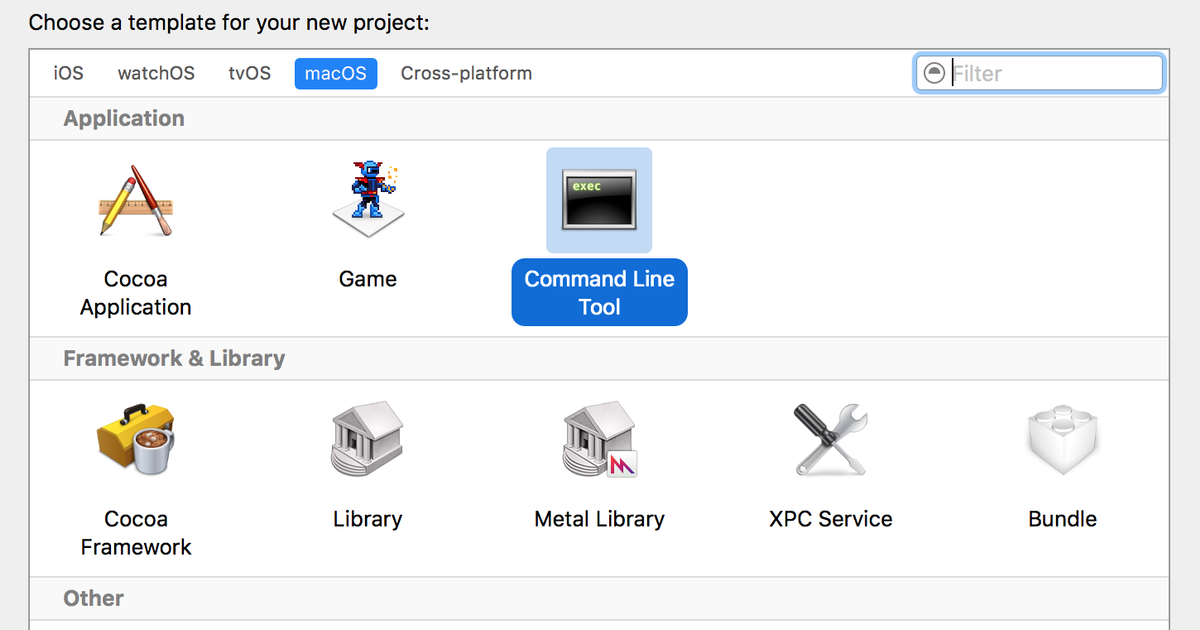 Choose a template for your new project:
iOS watchOS tvOS macOS Cross-platform Filter
Application
exec
Cocoa Application
Game
Command Line Tool
Framework & Library
Cocoa Framework
Library
Metal Library
XPC Service
Bundle
Other